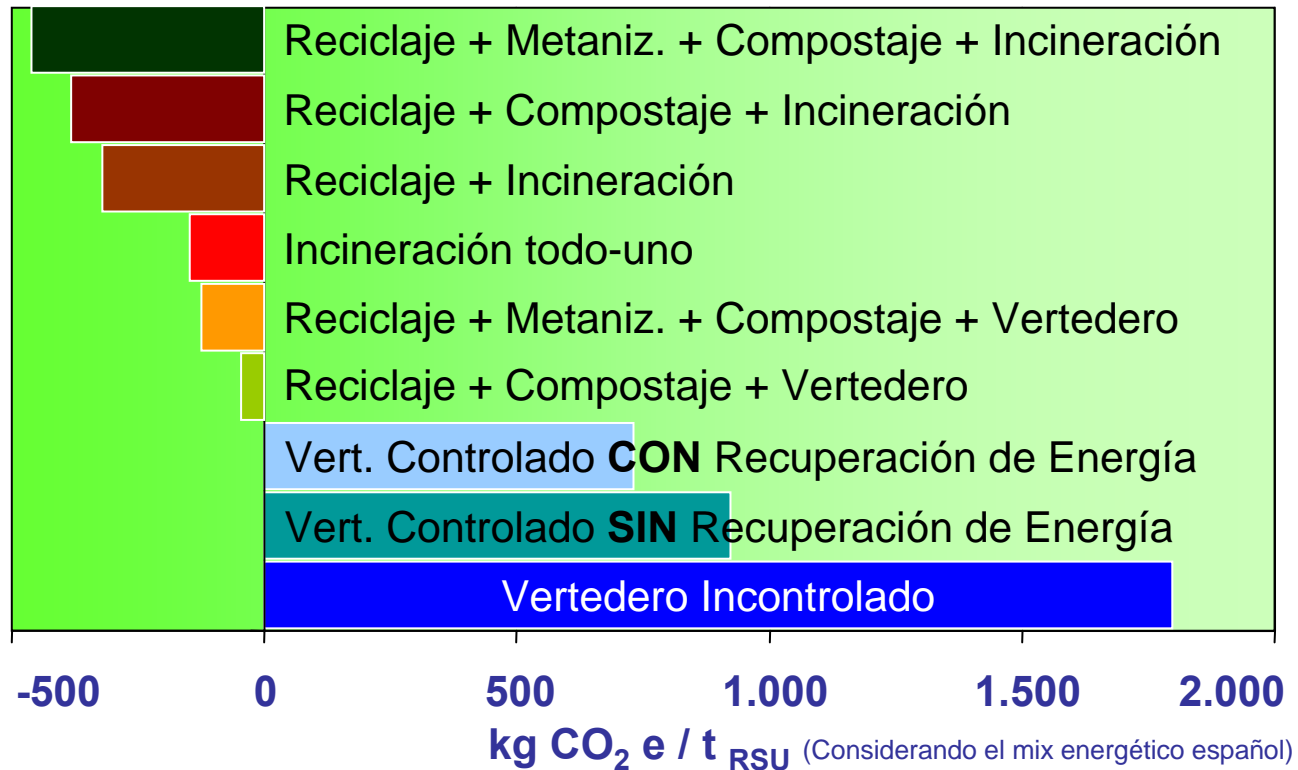 Reciclaje + Metaniz. + Compostaje + Incineración
Reciclaje + Compostaje + Incineración
Reciclaje + Incineración
Incineración todo-uno
Reciclaje + Metaniz. + Compostaje + Vertedero
Reciclaje + Compostaje + Vertedero
Vert. Controlado CON Recuperación de Energía
Vert. Controlado SIN Recuperación de Energía
Vertedero Incontrolado
-500 0 500 1.000 1.500 2.000
kg CO2 e / t RSU (Considerando el mix energético español)